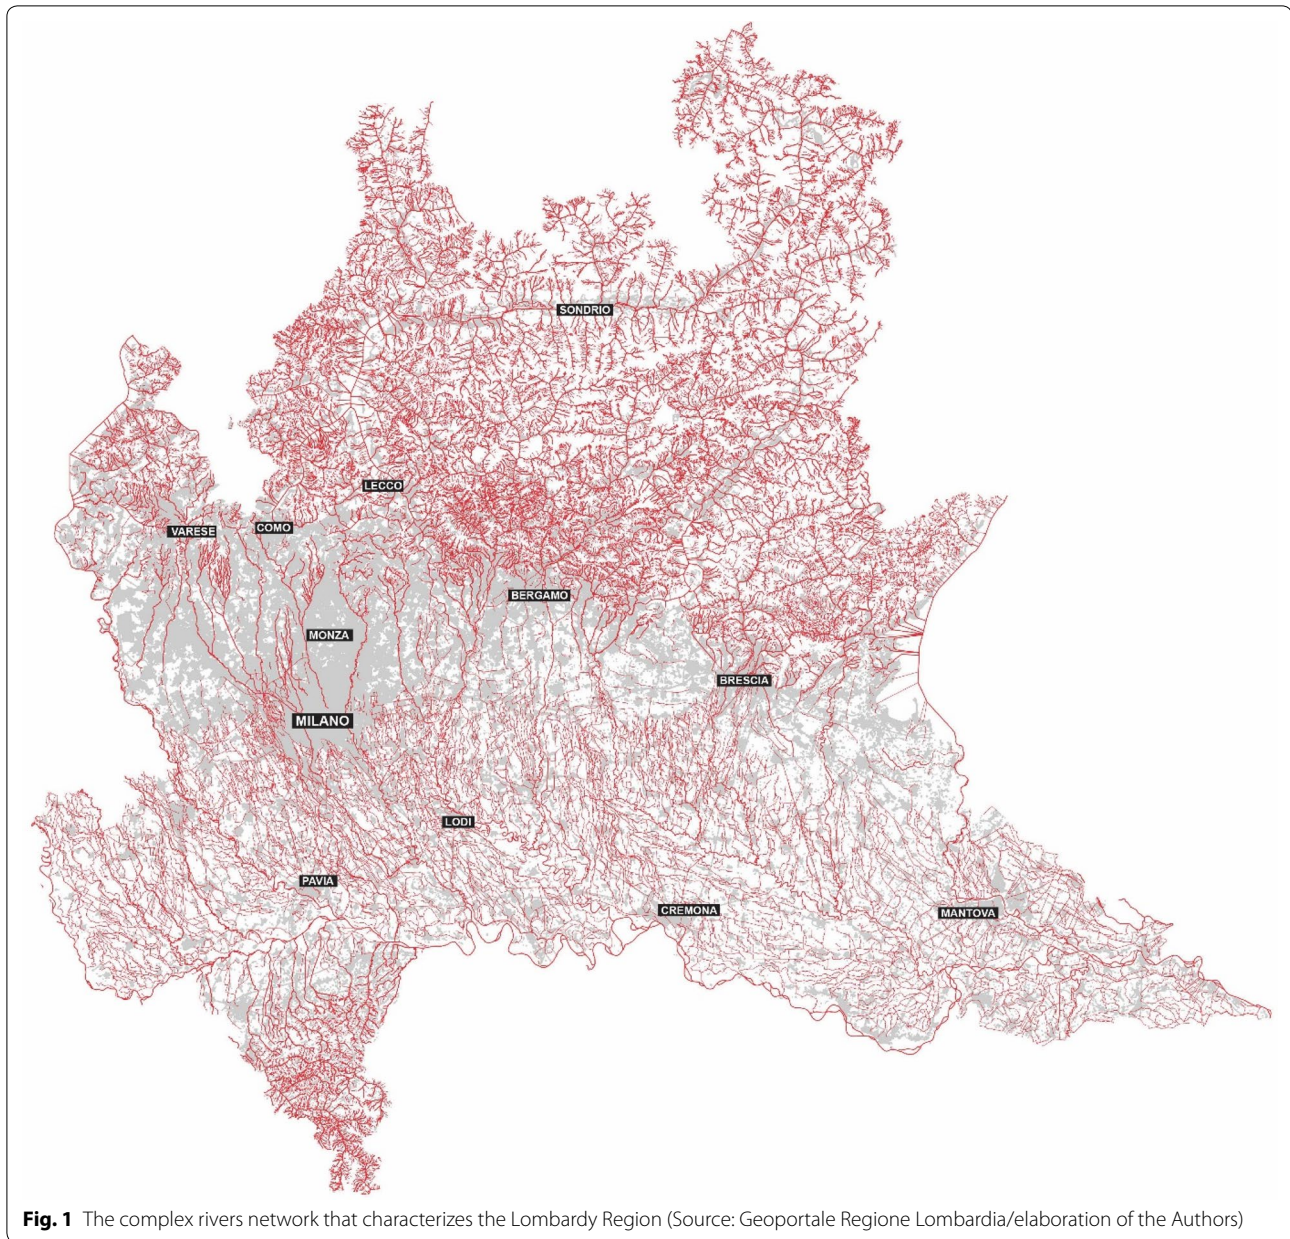 SONDRIO
LECCO
VARESE
COMO
BERGAMO
MONZA
BRESCIA
MILANO
LODI
PAVIA
CREMONA
MANTOVA
Fig. 1 The complex rivers network that characterizes the Lombardy Region (Source: Geoportale Regione Lombardia/elaboration of the Authors)